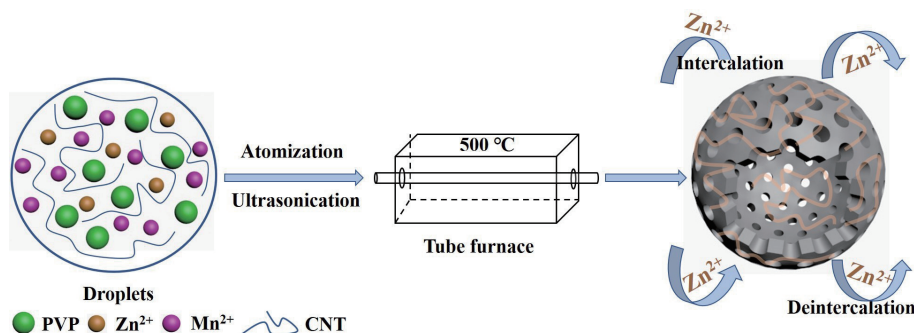 Zn²⁺
Zn²⁺
Intercalation
500 °C
Atomization
Ultrasonication
Tube furnace
Zn²⁺
Zn²⁺
Droplets
Deintercalation
PVP Zn²⁺ Mn²⁺ CNT